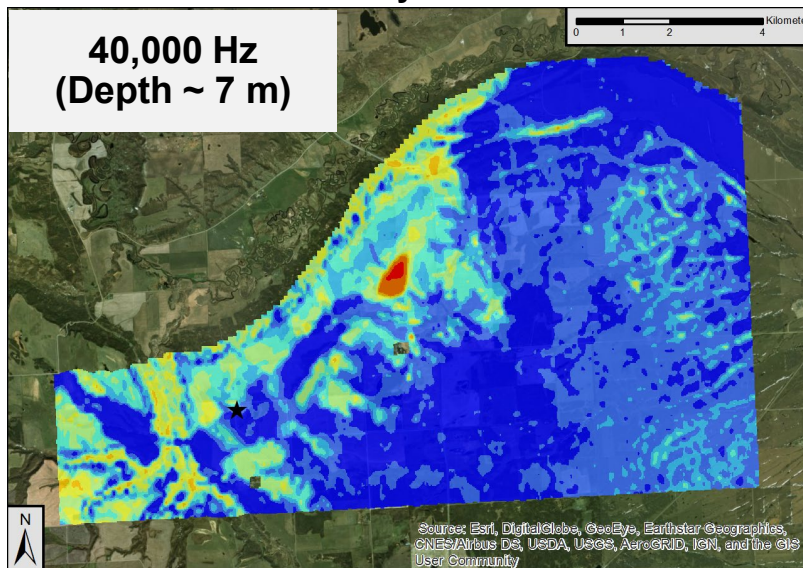 40,000 Hz
(Depth ~ 7 m)
Kilomete
0 1 2 4
N
Source: Esri, DigitalGlobe, GeoEye, Earthstar Geographics,
CNES/Airbus DS, USDA, USGS, AeroGRID, IGN, and the GIS
User Community